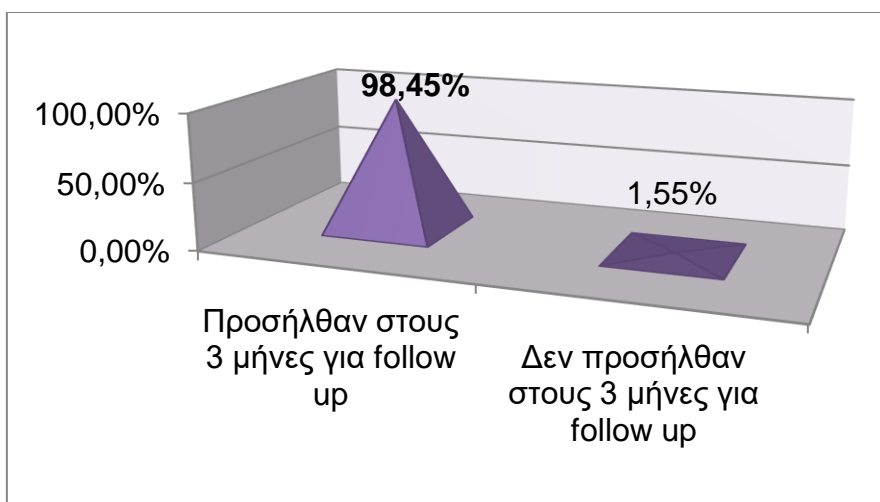 98,45%
100,00%
50,00%
0,00%
1,55%
Προσήλθαν στους
3 μήνες για follow
up
Δεν προσήλθαν
στους 3 μήνες για
follow up